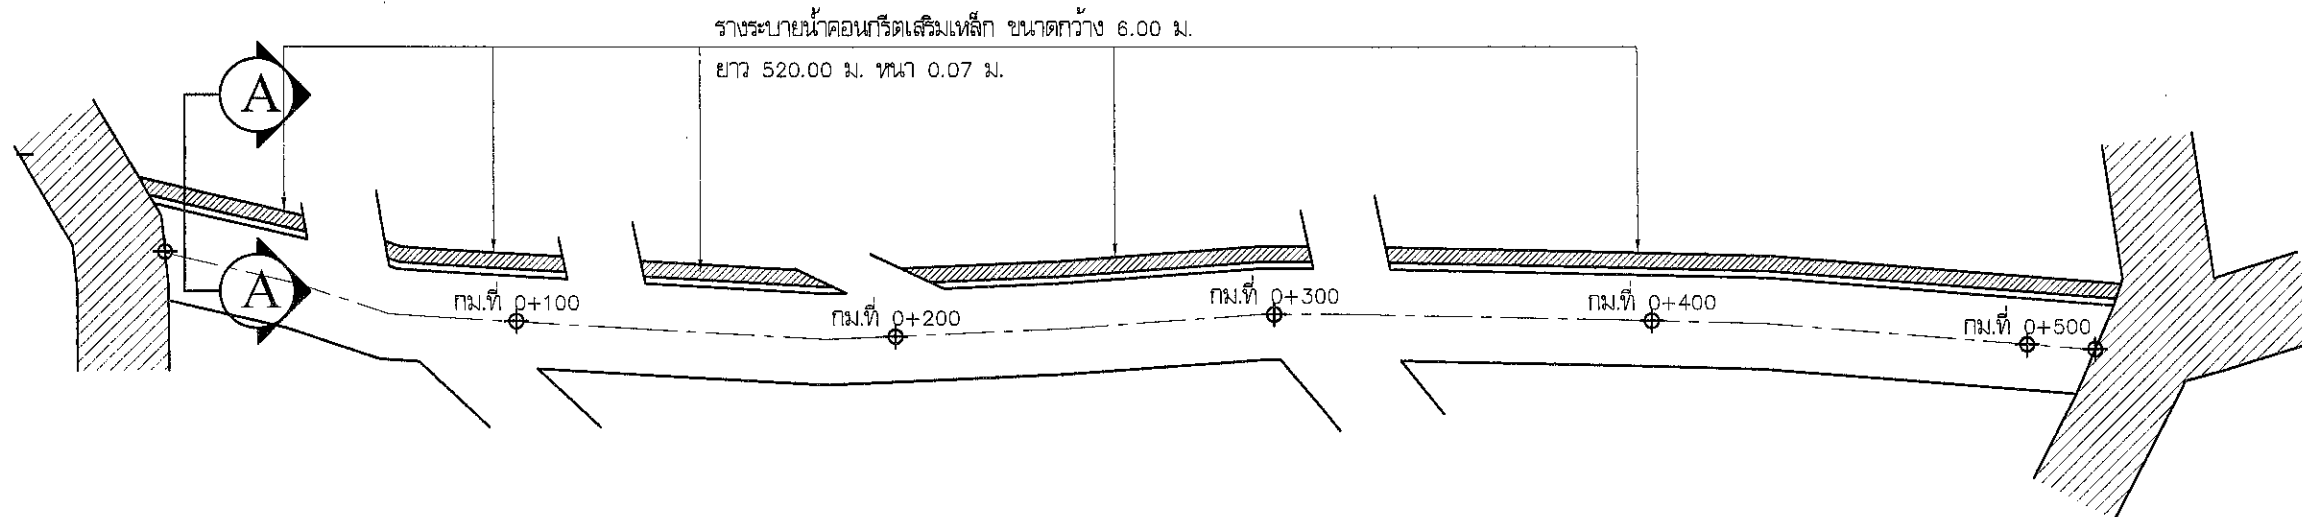 รางระบายน้ำคอนกรีตเสริมเหล็ก ขนาดกว้าง 6.00 ม.
ยาว 520.00 ม. หนา 0.07 ม.
A
A
กม.ที่ 0+100
กม.ที่ 0+200
กม.ที่ 0+300
กม.ที่ 0+400
กม.ที่ 0+500